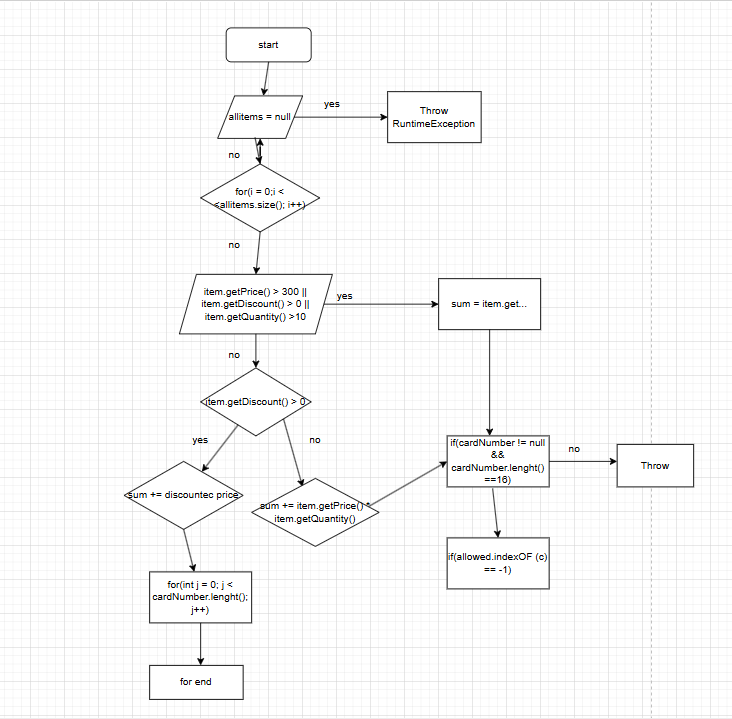 start
allitems = null
yes
Throw
RuntimeException
no
for(i = 0;i <
<allitems.size(); i++)
no
item.getPrice() > 300 ||
item.getDiscount() > 0 ||
item.getQuantity() >10
yes
sum = item.get...
no
item.getDiscount() > 0
yes
no
if(cardNumber != null
&&
cardNumber.lenght()
==16)
no
Throw
sum += discountec price
sum += item.getPrice() *
item.getQuantity()
if(allowed.indexOF (c)
== -1)
for(int j = 0; j <
cardNumber.lenght();
j++)
for end